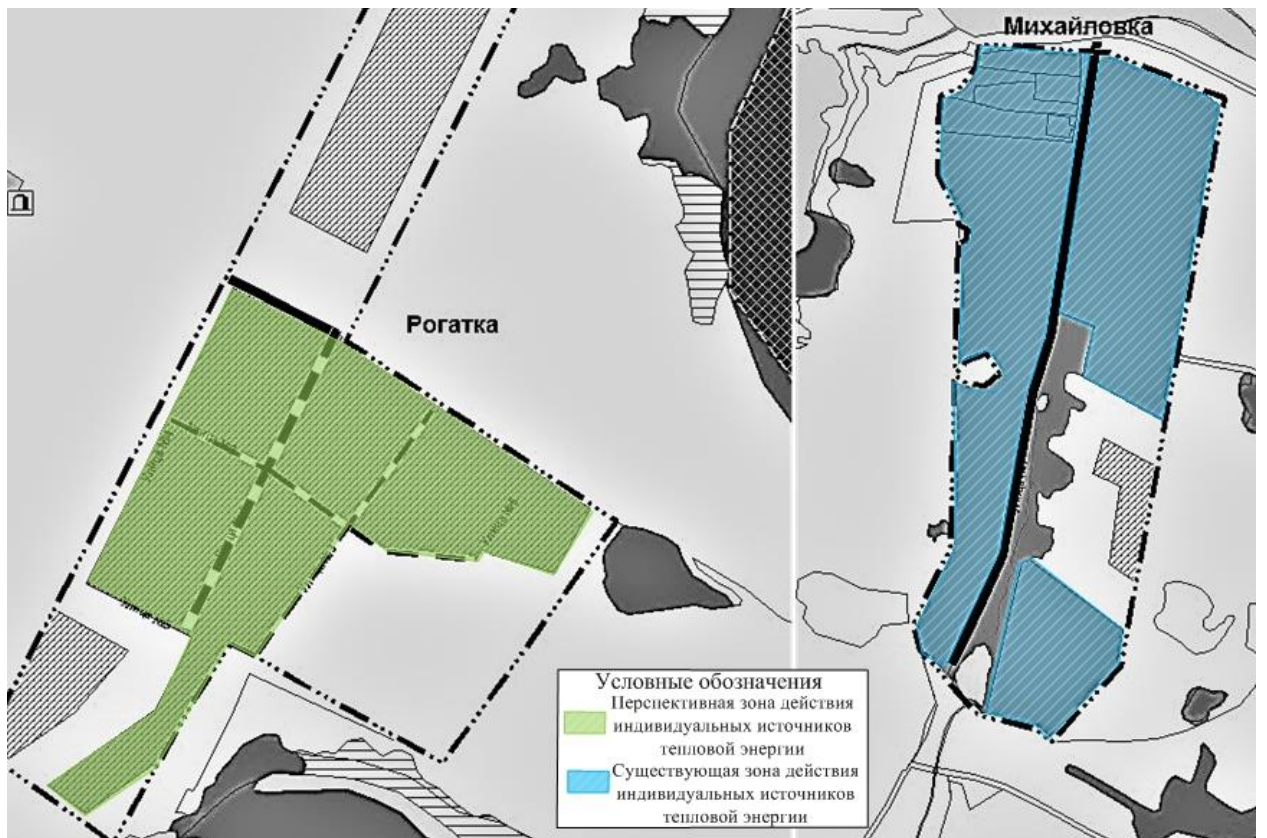 Михайловка
Рогатка
Условные обозначения
Перспективная зона действия
индивидуальных источников
тепловой энергии
Существующая зона действия
индивидуальных источников
тепловой энергии